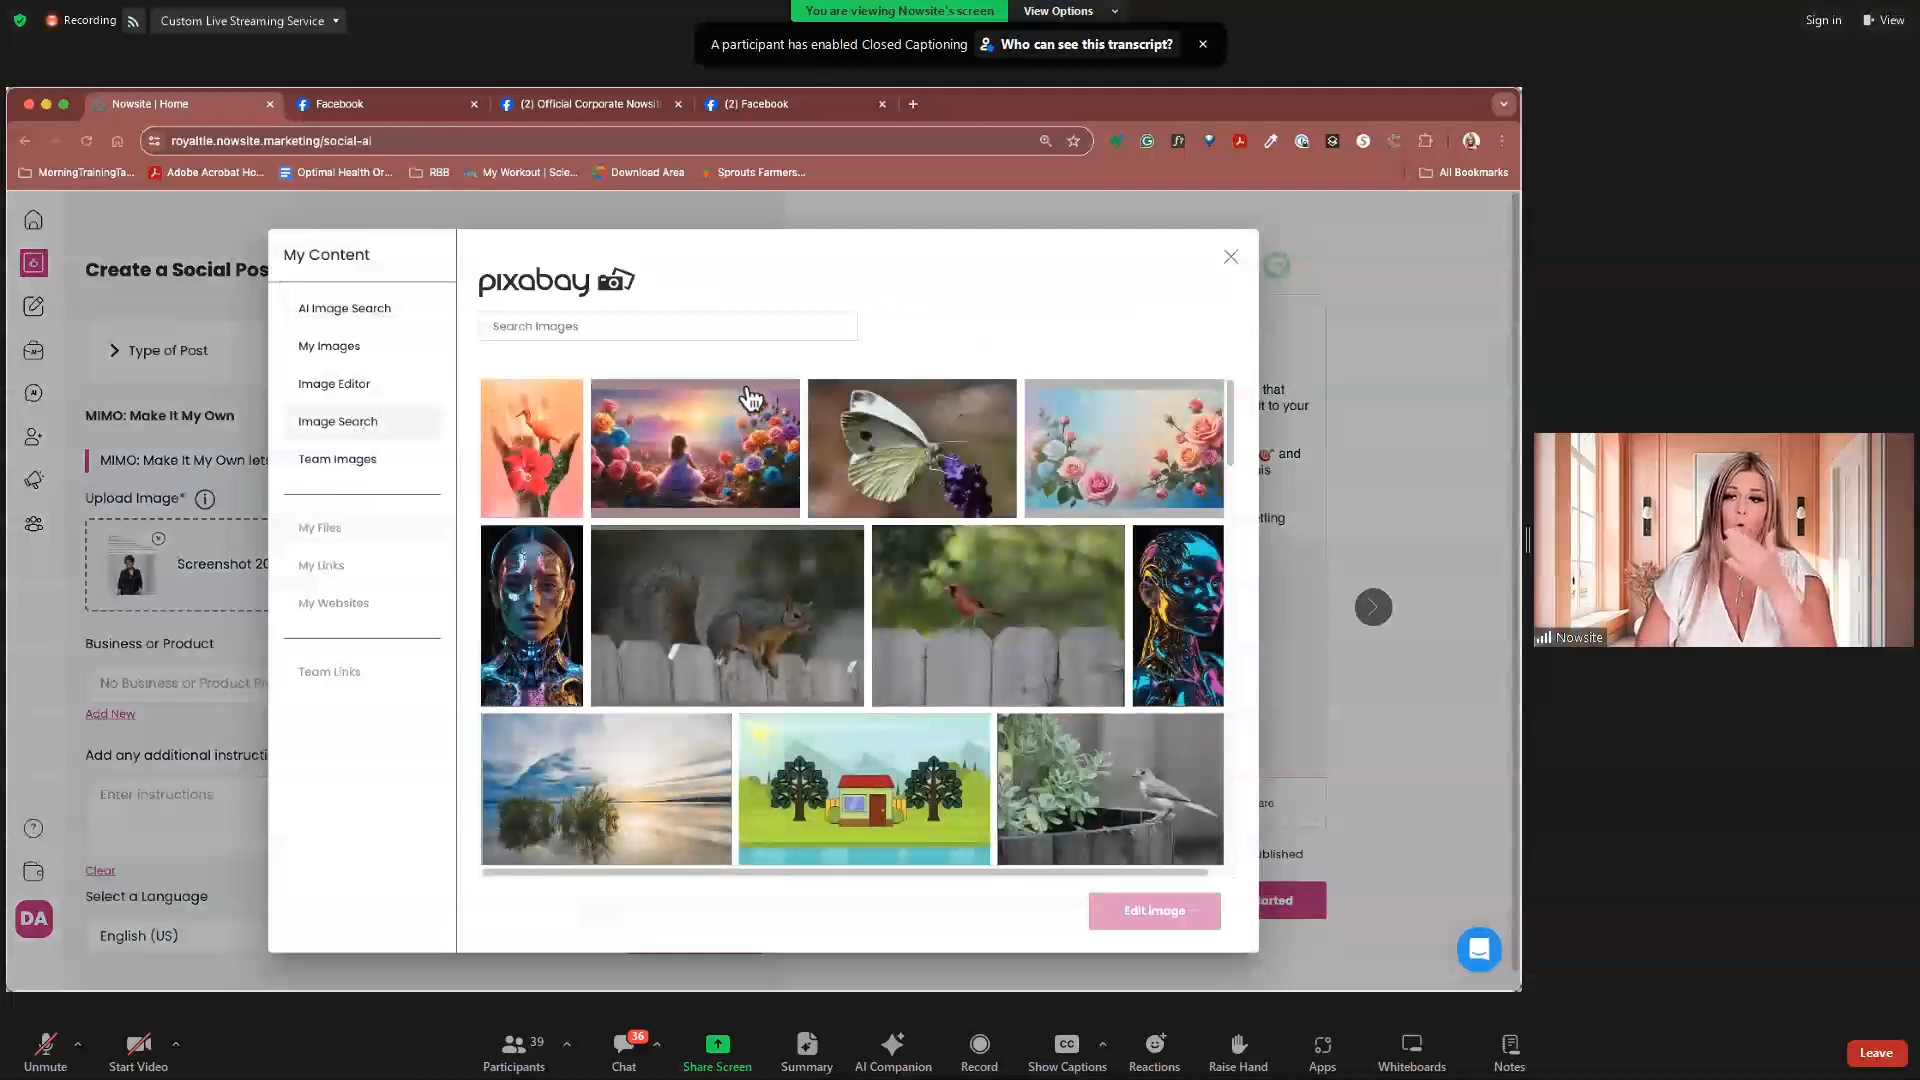 Recording
Custom Live Streaming Service
You are viewing Nowsite's screen
View Options
Sign in
View
A participant has enabled Closed Captioning
Who can see this transcript?
Nowsite | Home
Facebook
(2) Official Corporate Nowsit
(2) Facebook
royaltie.nowsite.marketing/social-ai
MorningTrainingTa...
Adobe Acrobat Ho...
Optimal Health Or...
RBB
My Workout | Scie...
Download Area
Sprouts Farmers...
All Bookmarks
Create a Social Pos
Type of Post
MIMO: Make It My Own
MIMO: Make It My Own lets
Upload Image*
Screenshot 20
Business or Product
No Business or Product Pr
Add New
Add any additional instructi
Enter instructions
Clear
Select a Language
English (US)
DA
My Content
AI Image Search
My Images
Image Editor
Image Search
Team Images
My Files
My Links
My Websites
Team Links
pixabay
Search Images
Edit image
that
it to your
and
is
etting
are
ublished
arted
Nowsite
Unmute
Start Video
Participants
39
Chat
36
Share Screen
Summary
AI Companion
Record
CC
Show Captions
Reactions
Raise Hand
Apps
Whiteboards
Notes
Leave